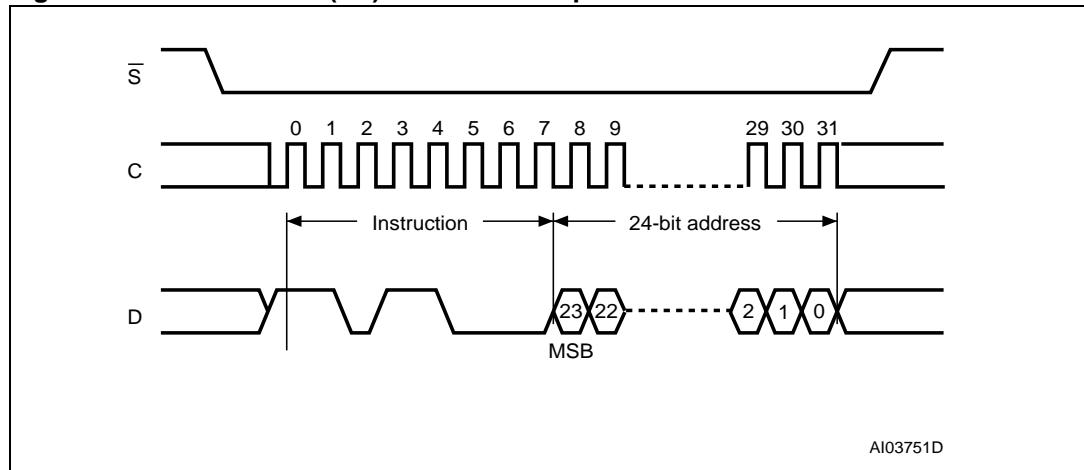 S
0 1 2 3 4 5 6 7 8 9 29 30 31
C
Instruction 24-bit address
D 23 22 2 1 0
MSB
AI03751D